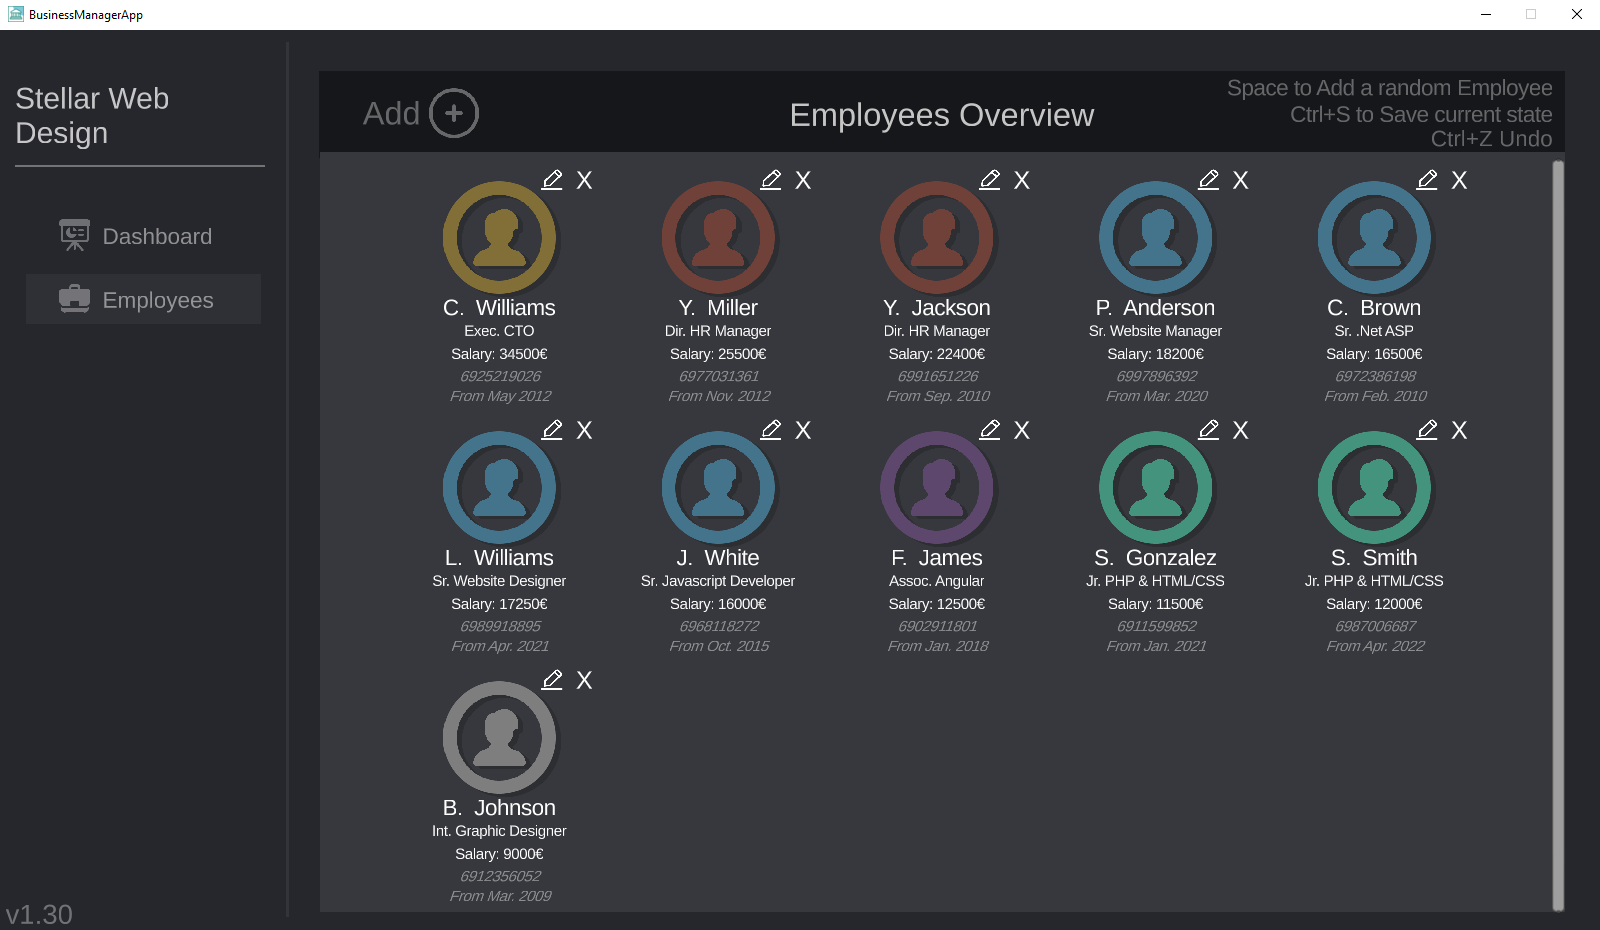 BusinessManagerApp
Stellar Web
Design
Dashboard
Employees
v1.30
Add
Employees Overview
Space to Add a random Employee
Ctrl+S to Save current state
Ctrl+Z Undo
X X X X X
C. Williams Y. Miller Y. Jackson P. Anderson C. Brown
Exec. CTO Dir. HR Manager Dir. HR Manager Sr. Website Manager Sr. .Net ASP
Salary: 34500€ Salary: 25500€ Salary: 22400€ Salary: 18200€ Salary: 16500€
6925219026 6977031361 6991651226 6997896392 6972386198
From May 2012 From Nov. 2012 From Sep. 2010 From Mar. 2020 From Feb. 2010
X X X X X
L. Williams J. White F. James S. Gonzalez S. Smith
Sr. Website Designer Sr. Javascript Developer Assoc. Angular Jr. PHP & HTML/CSS Jr. PHP & HTML/CSS
Salary: 17250€ Salary: 16000€ Salary: 12500€ Salary: 11500€ Salary: 12000€
6989918895 6968118272 6902911801 6911599852 6987006687
From Apr. 2021 From Oct. 2015 From Jan. 2018 From Jan. 2021 From Apr. 2022
X
B. Johnson
Int. Graphic Designer
Salary: 9000€
6912356052
From Mar. 2009